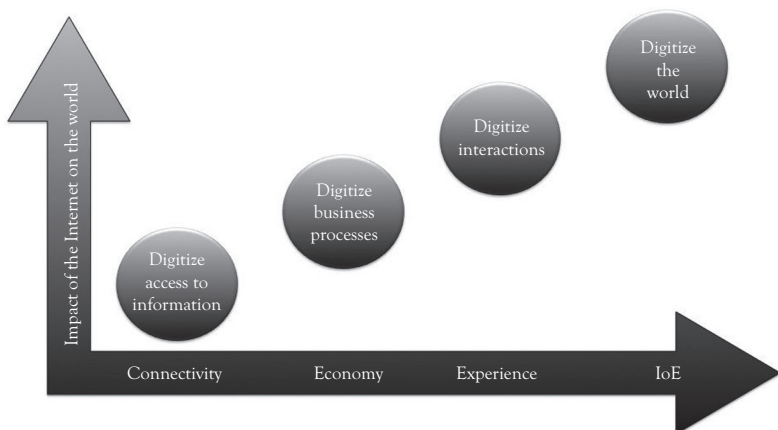 Impact of the Internet on the world
Digitize
access to
information
Digitize
business
processes
Digitize
interactions
Digitize
the
world
Connectivity
Economy
Experience
IoE